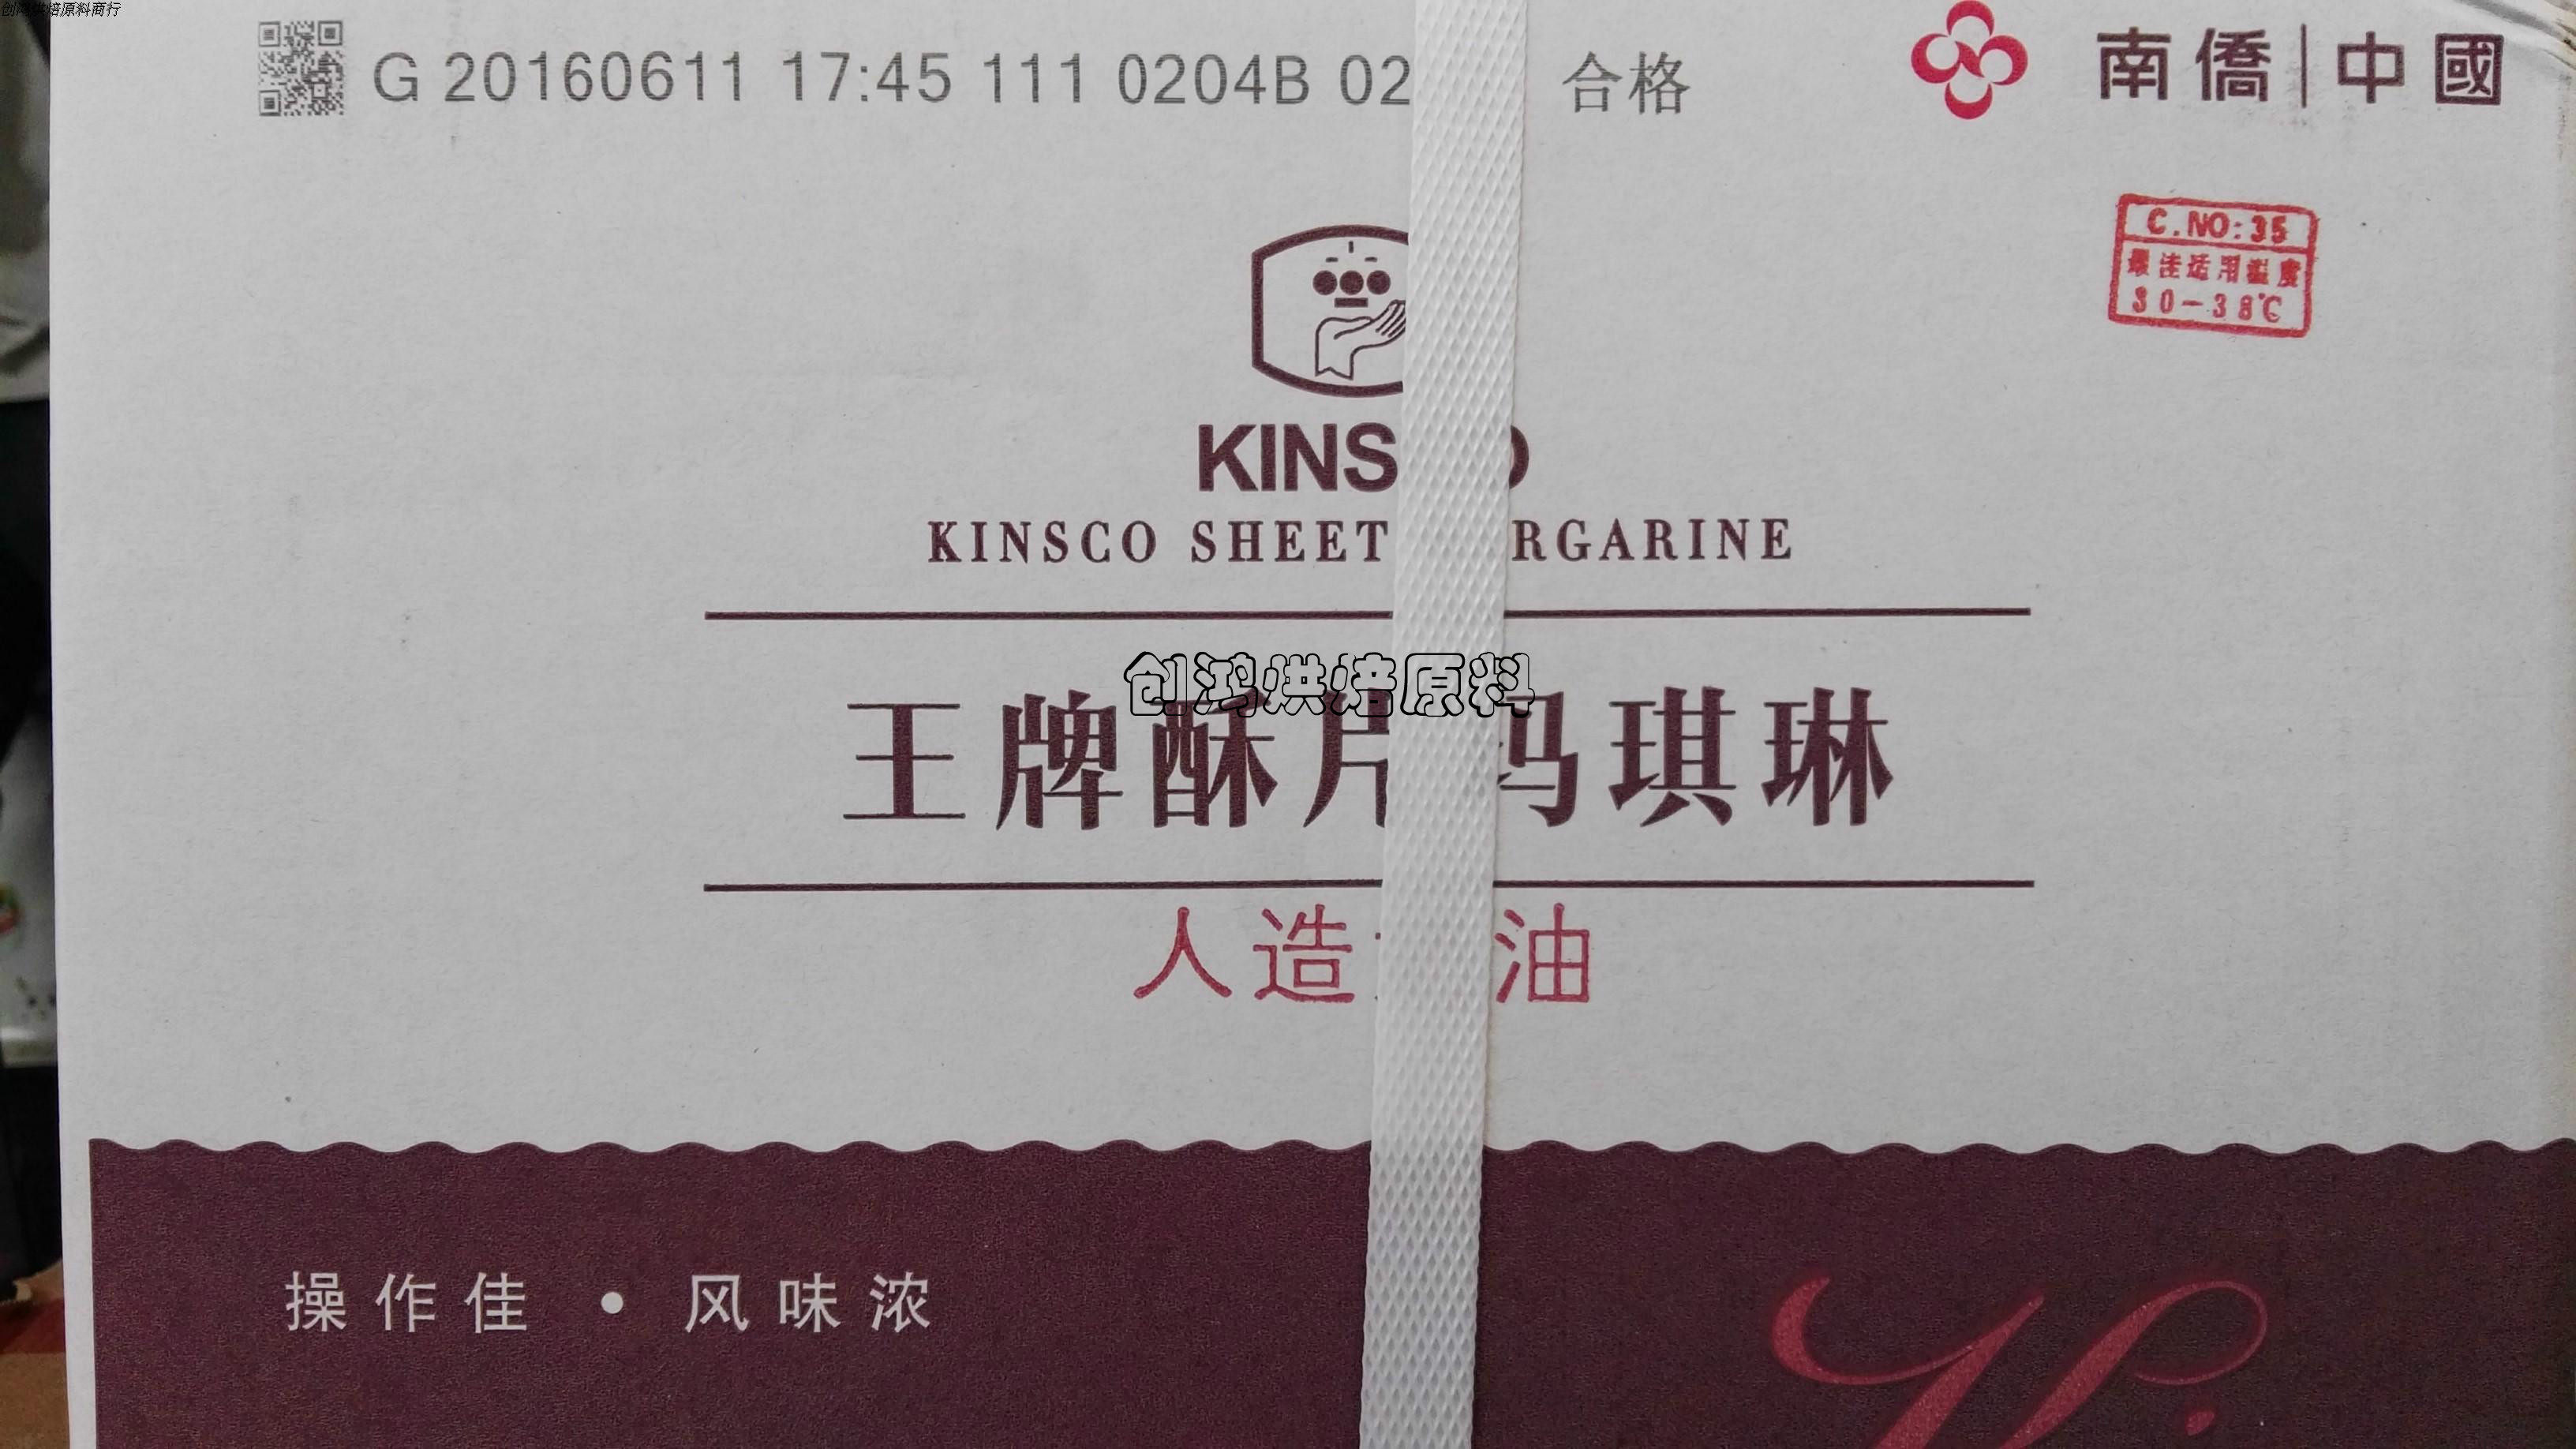 创鸿烘焙原料商行
G 20160611 17:45 111 0204B 02 合格
南僑 | 中國
C.NO:35
最佳适用温度
30-38℃
KINS O
KINSCO SHEET RGARINE
创鸿烘焙原料
王牌酥片玛琪琳
人造 油
操作佳 • 风味浓